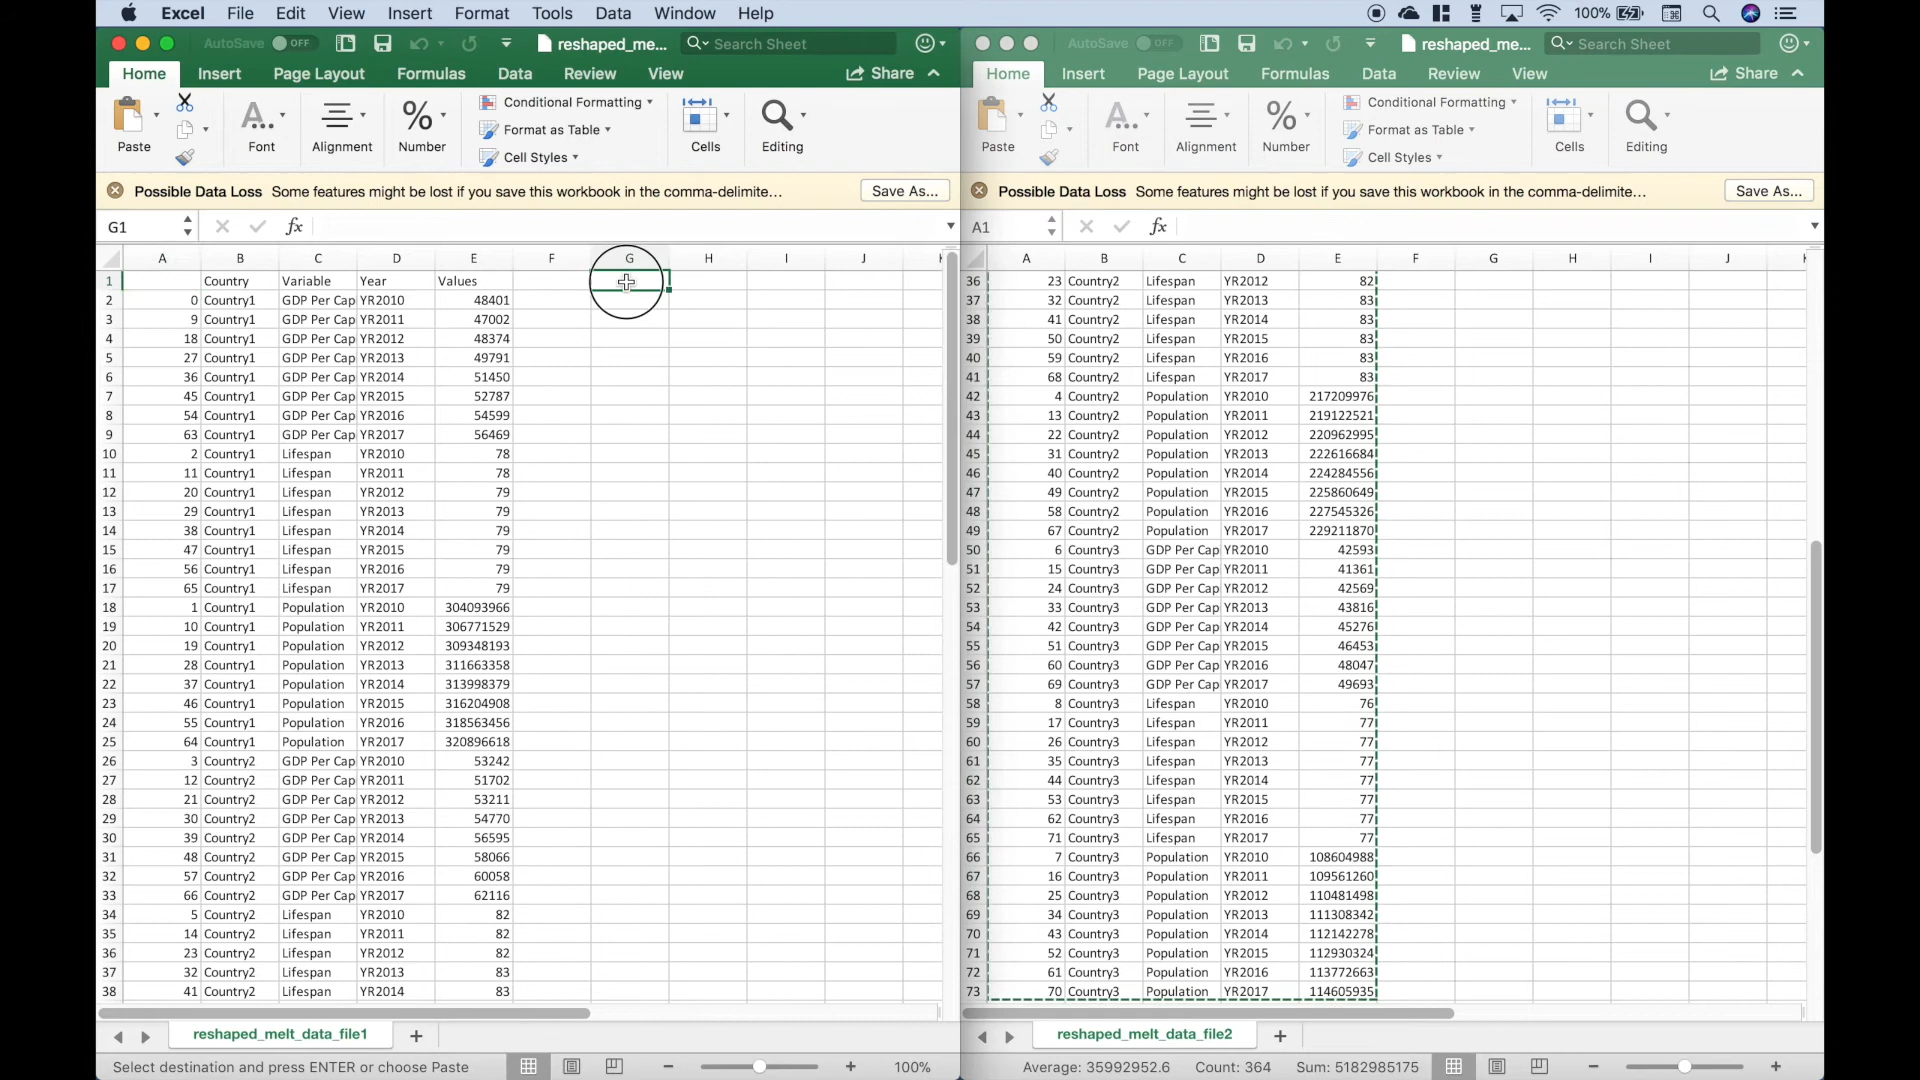 Excel File Edit View Insert Format Tools Data Window Help 100%
AutoSave OFF reshaped_me... Search Sheet
Home Insert Page Layout Formulas Data Review View Share
Paste Font Alignment % Number Conditional Formatting Format as Table Cell Styles Cells Editing
Possible Data Loss Some features might be lost if you save this workbook in the comma-delimite... Save As...
G1 fx
A B C D E F G H I J
1 Country Variable Year Values
2 0 Country1 GDP Per Cap YR2010 48401
3 9 Country1 GDP Per Cap YR2011 47002
4 18 Country1 GDP Per Cap YR2012 48374
5 27 Country1 GDP Per Cap YR2013 49791
6 36 Country1 GDP Per Cap YR2014 51450
7 45 Country1 GDP Per Cap YR2015 52787
8 54 Country1 GDP Per Cap YR2016 54599
9 63 Country1 GDP Per Cap YR2017 56469
10 2 Country1 Lifespan YR2010 78
11 11 Country1 Lifespan YR2011 78
12 20 Country1 Lifespan YR2012 79
13 29 Country1 Lifespan YR2013 79
14 38 Country1 Lifespan YR2014 79
15 47 Country1 Lifespan YR2015 79
16 56 Country1 Lifespan YR2016 79
17 65 Country1 Lifespan YR2017 79
18 1 Country1 Population YR2010 304093966
19 10 Country1 Population YR2011 306771529
20 19 Country1 Population YR2012 309348193
21 28 Country1 Population YR2013 311663358
22 37 Country1 Population YR2014 313998379
23 46 Country1 Population YR2015 316204908
24 55 Country1 Population YR2016 318563456
25 64 Country1 Population YR2017 320896618
26 3 Country2 GDP Per Cap YR2010 53242
27 12 Country2 GDP Per Cap YR2011 51702
28 21 Country2 GDP Per Cap YR2012 53211
29 30 Country2 GDP Per Cap YR2013 54770
30 39 Country2 GDP Per Cap YR2014 56595
31 48 Country2 GDP Per Cap YR2015 58066
32 57 Country2 GDP Per Cap YR2016 60058
33 66 Country2 GDP Per Cap YR2017 62116
34 5 Country2 Lifespan YR2010 82
35 14 Country2 Lifespan YR2011 82
36 23 Country2 Lifespan YR2012 82
37 32 Country2 Lifespan YR2013 83
38 41 Country2 Lifespan YR2014 83
reshaped_melt_data_file1 +
Select destination and press ENTER or choose Paste − + 100%
AutoSave OFF reshaped_me... Search Sheet
Home Insert Page Layout Formulas Data Review View Share
Paste Font Alignment % Number Conditional Formatting Format as Table Cell Styles Cells Editing
Possible Data Loss Some features might be lost if you save this workbook in the comma-delimite... Save As...
A1 fx
A B C D E F G H I J
36 23 Country2 Lifespan YR2012 82
37 32 Country2 Lifespan YR2013 83
38 41 Country2 Lifespan YR2014 83
39 50 Country2 Lifespan YR2015 83
40 59 Country2 Lifespan YR2016 83
41 68 Country2 Lifespan YR2017 83
42 4 Country2 Population YR2010 217209976
43 13 Country2 Population YR2011 219122521
44 22 Country2 Population YR2012 220962995
45 31 Country2 Population YR2013 222616684
46 40 Country2 Population YR2014 224284556
47 49 Country2 Population YR2015 225860649
48 58 Country2 Population YR2016 227545326
49 67 Country2 Population YR2017 229211870
50 6 Country3 GDP Per Cap YR2010 42593
51 15 Country3 GDP Per Cap YR2011 41361
52 24 Country3 GDP Per Cap YR2012 42569
53 33 Country3 GDP Per Cap YR2013 43816
54 42 Country3 GDP Per Cap YR2014 45276
55 51 Country3 GDP Per Cap YR2015 46453
56 60 Country3 GDP Per Cap YR2016 48047
57 69 Country3 GDP Per Cap YR2017 49693
58 8 Country3 Lifespan YR2010 76
59 17 Country3 Lifespan YR2011 77
60 26 Country3 Lifespan YR2012 77
61 35 Country3 Lifespan YR2013 77
62 44 Country3 Lifespan YR2014 77
63 53 Country3 Lifespan YR2015 77
64 62 Country3 Lifespan YR2016 77
65 71 Country3 Lifespan YR2017 77
66 7 Country3 Population YR2010 108604988
67 16 Country3 Population YR2011 109561260
68 25 Country3 Population YR2012 110481498
69 34 Country3 Population YR2013 111308342
70 43 Country3 Population YR2014 112142278
71 52 Country3 Population YR2015 112930324
72 61 Country3 Population YR2016 113772663
73 70 Country3 Population YR2017 114605935
reshaped_melt_data_file2 +
Average: 35992952.6 Count: 364 Sum: 5182985175 − +